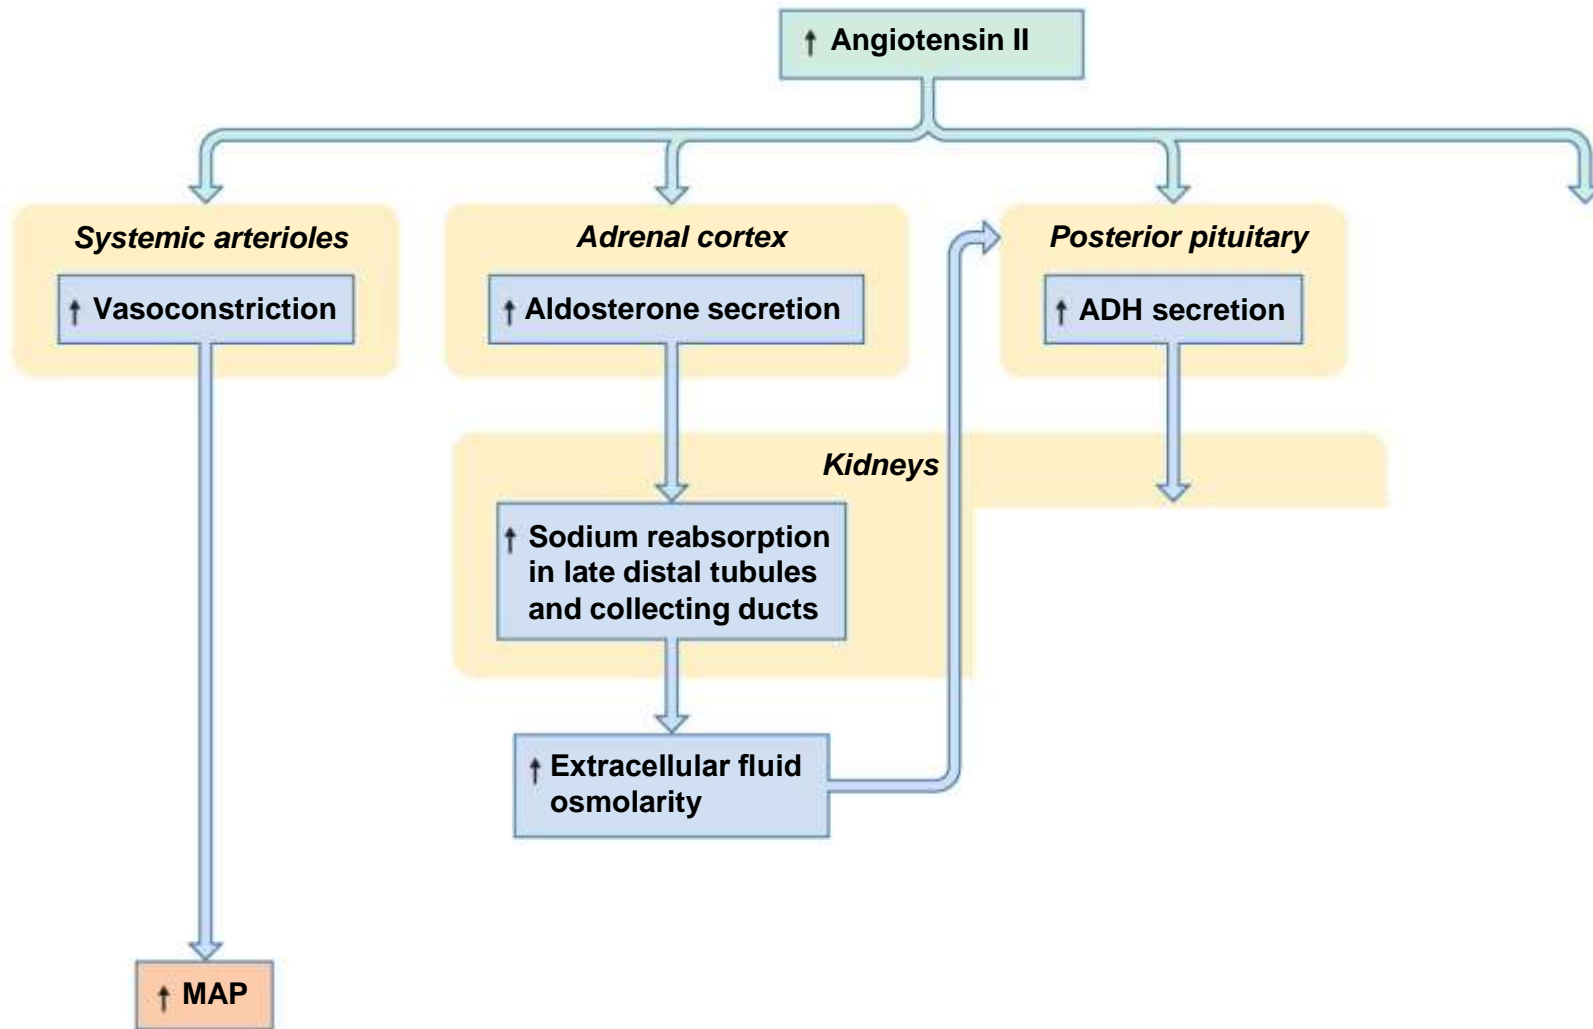 ↑ Angiotensin II
Systemic arterioles
↑ Vasoconstriction
Adrenal cortex
↑ Aldosterone secretion
Posterior pituitary
↑ ADH secretion
Kidneys
↑ Sodium reabsorption
in late distal tubules
and collecting ducts
↑ Extracellular fluid
osmolarity
↑ MAP